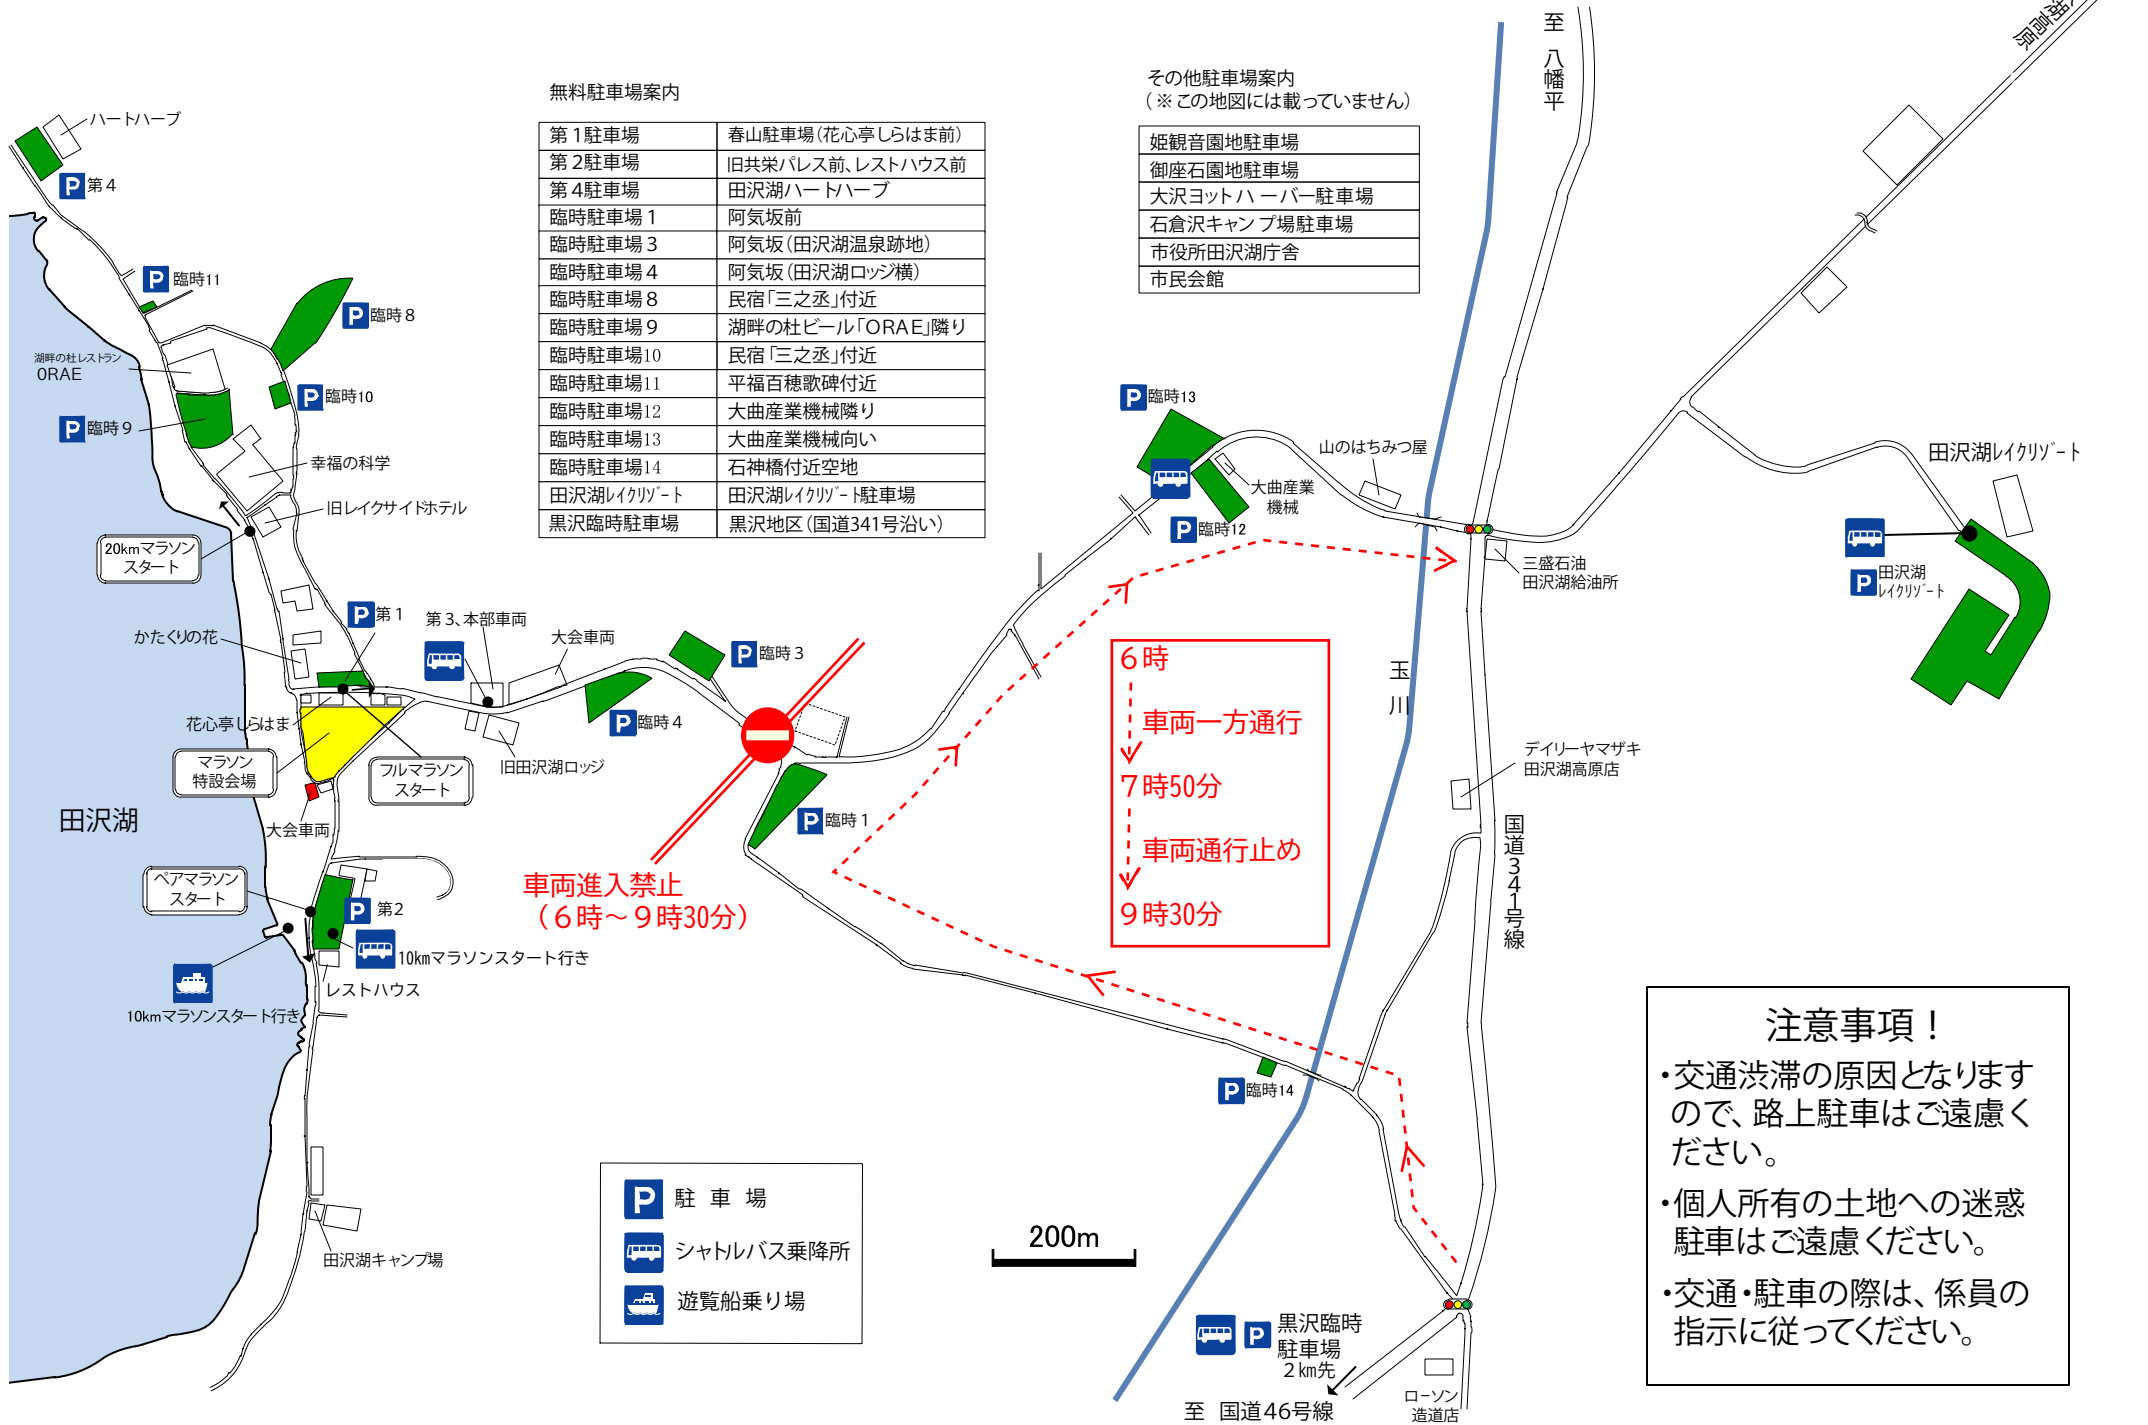 無料駐車場案内
第1駐車場 春山駐車場(花心亭しらはま前)
第2駐車場 旧共栄パレス前、レストハウス前
第4駐車場 田沢湖ハートハーブ
臨時駐車場1 阿気坂前
臨時駐車場3 阿気坂(田沢湖温泉跡地)
臨時駐車場4 阿気坂(田沢湖ロッジ横)
臨時駐車場8 民宿「三之丞」付近
臨時駐車場9 湖畔の杜ビール「ORAE」隣り
臨時駐車場10 民宿「三之丞」付近
臨時駐車場11 平福百穂歌碑付近
臨時駐車場12 大曲産業機械隣り
臨時駐車場13 大曲産業機械向い
臨時駐車場14 石神橋付近空地
田沢湖ﾚｲｸﾘｿﾞｰﾄ 田沢湖ﾚｲｸﾘｿﾞｰﾄ駐車場
黒沢臨時駐車場 黒沢地区(国道341号沿い)
その他駐車場案内
(※この地図には載っていません)
姫観音園地駐車場
御座石園地駐車場
大沢ヨットハーバー駐車場
石倉沢キャンプ場駐車場
市役所田沢湖庁舎
市民会館
至 八幡平
湖高原
ハートハーブ
P 第4
P 臨時11
P 臨時8
湖畔の杜レストラン
ORAE
P 臨時10
P 臨時9
幸福の科学
旧レイクサイドホテル
20kmマラソン
スタート
P 第1
かたくりの花
第3、本部車両
大会車両
P 臨時3
P 臨時4
花心亭しらはま
マラソン
特設会場
フルマラソン
スタート
旧田沢湖ロッジ
大会車両
田沢湖
P 臨時1
車両進入禁止
(6時～9時30分)
ペアマラソン
スタート
P 第2
10kmマラソンスタート行き
レストハウス
10kmマラソンスタート行き
田沢湖キャンプ場
P 臨時13
山のはちみつ屋
大曲産業
機械
P 臨時12
三盛石油
田沢湖給油所
田沢湖ﾚｲｸﾘｿﾞｰﾄ
P 田沢湖
ﾚｲｸﾘｿﾞｰﾄ
6時
車両一方通行
7時50分
車両通行止め
9時30分
玉川
デイリーヤマザキ
田沢湖高原店
国道341号線
P 臨時14
P 駐車場
シャトルバス乗降所
遊覧船乗り場
200m
P 黒沢臨時
駐車場
2km先
至 国道46号線
ローソン
造道店
注意事項！
・交通渋滞の原因となります
ので、路上駐車はご遠慮く
ださい。
・個人所有の土地への迷惑
駐車はご遠慮ください。
・交通・駐車の際は、係員の
指示に従ってください。